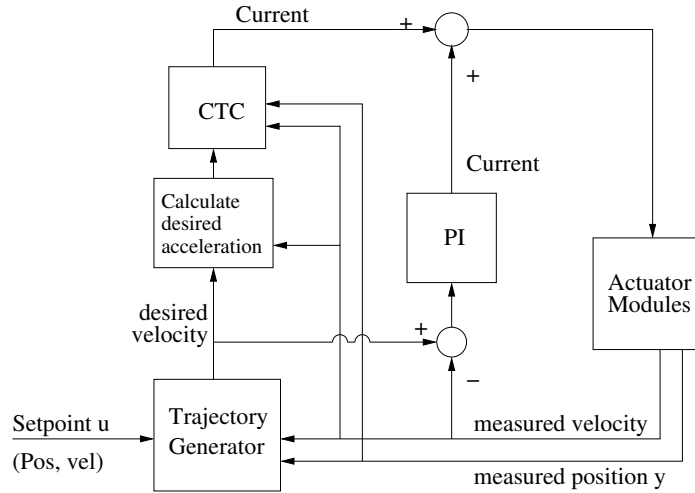 Current
+
+
CTC
Current
Calculate
desired
acceleration
PI
Actuator
Modules
desired
velocity
+
−
Trajectory
Generator
Setpoint u
(Pos, vel)
measured velocity
measured position y